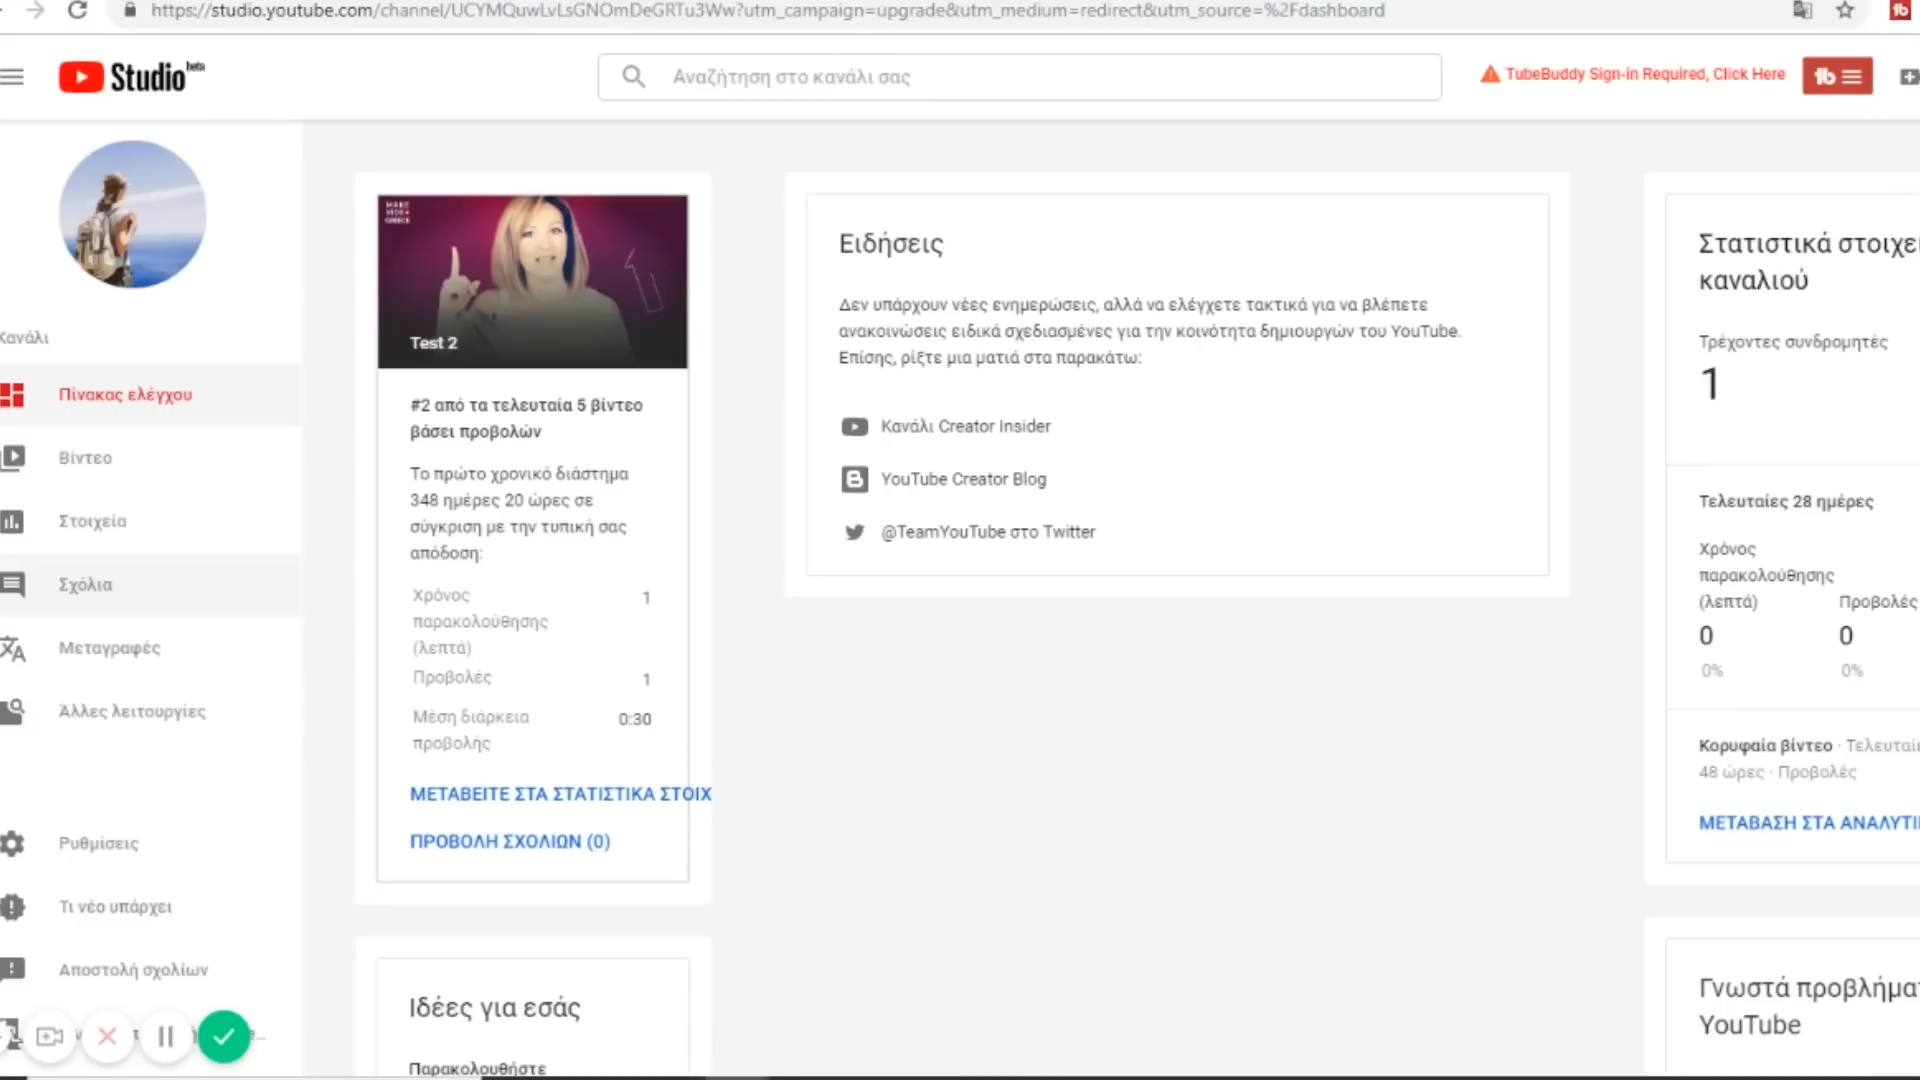 https://studio.youtube.com/channel/UCYMQuwLvLsGNOmDeGRTu3Ww?utm_campaign=upgrade&utm_medium=redirect&utm_source=%2Fdashboard
Studio beta
Αναζήτηση στο κανάλι σας
TubeBuddy Sign-in Required, Click Here
Κανάλι
Πίνακας ελέγχου
Βίντεο
Στοιχεία
Σχόλια
Μεταγραφές
Άλλες λειτουργίες
Ρυθμίσεις
Τι νέο υπάρχει
Αποστολή σχολίων
MAKE
VIDEO
GREECE
Test 2
#2 από τα τελευταία 5 βίντεο
βάσει προβολών
Το πρώτο χρονικό διάστημα
348 ημέρες 20 ώρες σε
σύγκριση με την τυπική σας
απόδοση:
Χρόνος 1
παρακολούθησης
(λεπτά)
Προβολές 1
Μέση διάρκεια 0:30
προβολής
ΜΕΤΑΒΕΙΤΕ ΣΤΑ ΣΤΑΤΙΣΤΙΚΑ ΣΤΟΙΧ
ΠΡΟΒΟΛΗ ΣΧΟΛΙΩΝ (0)
Ιδέες για εσάς
Παρακολουθήστε
Ειδήσεις
Δεν υπάρχουν νέες ενημερώσεις, αλλά να ελέγχετε τακτικά για να βλέπετε
ανακοινώσεις ειδικά σχεδιασμένες για την κοινότητα δημιουργών του YouTube.
Επίσης, ρίξτε μια ματιά στα παρακάτω:
Κανάλι Creator Insider
YouTube Creator Blog
@TeamYouTube στο Twitter
Στατιστικά στοιχεί
καναλιού
Τρέχοντες συνδρομητές
1
Τελευταίες 28 ημέρες
Χρόνος
παρακολούθησης
(λεπτά) Προβολές
0 0
0% 0%
Κορυφαία βίντεο · Τελευταίε
48 ώρες · Προβολές
ΜΕΤΑΒΑΣΗ ΣΤΑ ΑΝΑΛΥΤΙ
Γνωστά προβλήμα
YouTube